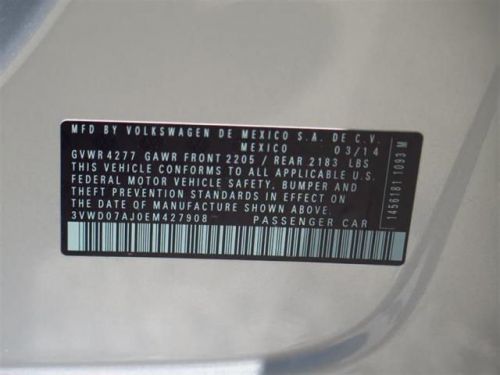 MFD BY VOLKSWAGEN DE MEXICO S.A. DE C.V.
MEXICO 03/14
GVWR 4277 GAWR FRONT 2205 / REAR 2183 LBS
THIS VEHICLE CONFORMS TO ALL APPLICABLE U.S.
FEDERAL MOTOR VEHICLE SAFETY, BUMPER AND
THEFT PREVENTION STANDARDS IN EFFECT ON
THE DATE OF MANUFACTURE SHOWN ABOVE.
3VWD07AJ0EM427908 PASSENGER CAR
1456181 1093 M